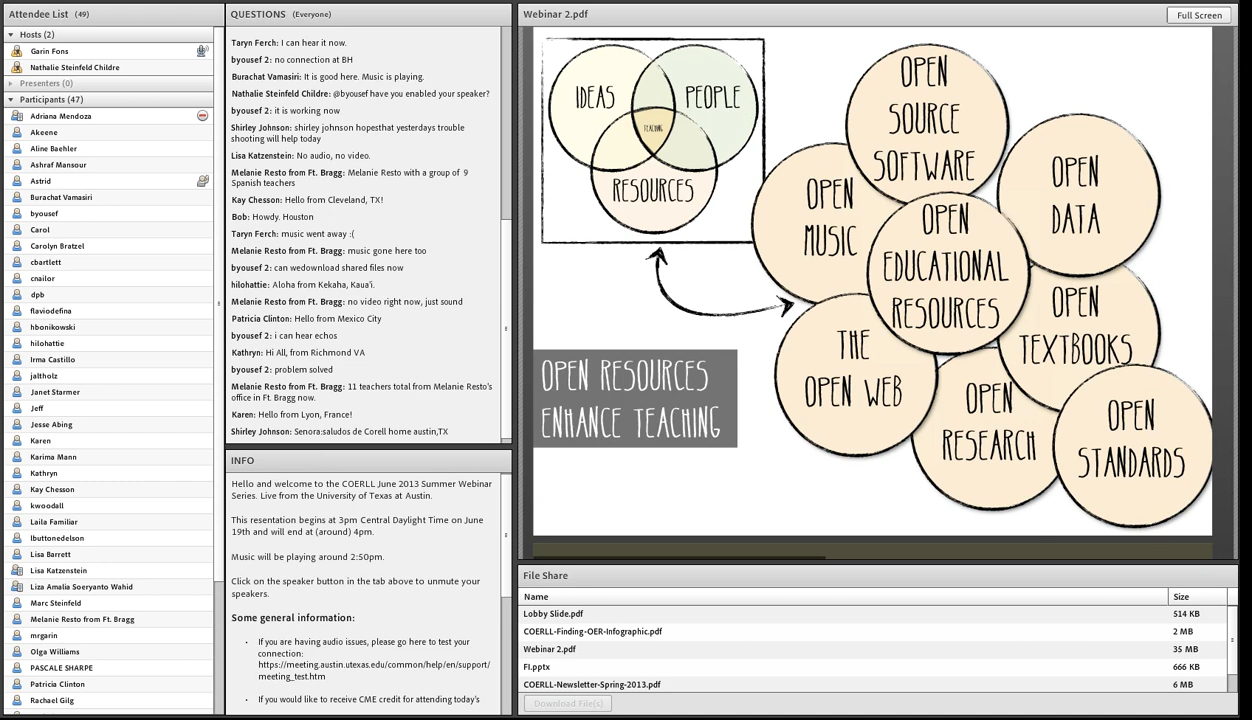 Attendee List (49)
Hosts (2)
Garin Fons
Nathalie Steinfeld Childre
Presenters (0)
Participants (47)
Adriana Mendoza
Akeene
Aline Baehler
Ashraf Mansour
Astrid
Burachat Vamasiri
byousef
Carol
Carolyn Bratzel
cbartlett
cnailor
dpb
flaviodefina
hbonikowski
hilohattie
Irma Castillo
jaltholz
Janet Starmer
Jeff
Jesse Abing
Karen
Karima Mann
Kathryn
Kay Chesson
kwoodall
Laila Familiar
lbuttonedelson
Lisa Barrett
Lisa Katzenstein
Liza Amalia Soeryanto Wahid
Marc Steinfeld
Melanie Resto from Ft. Bragg
mrgarin
Olga Williams
PASCALE SHARPE
Patricia Clinton
Rachael Gilg
QUESTIONS (Everyone)
Taryn Ferch: I can hear it now.
byousef 2: no connection at BH
Burachat Vamasiri: It is good here. Music is playing.
Nathalie Steinfeld Childre: @byousef have you enabled your speaker?
byousef 2: it is working now
Shirley Johnson: shirley johnson hopesthat yesterdays trouble
shooting will help today
Lisa Katzenstein: No audio, no video.
Melanie Resto from Ft. Bragg: Melanie Resto with a group of 9
Spanish teachers
Kay Chesson: Hello from Cleveland, TX!
Bob: Howdy. Houston
Taryn Ferch: music went away :(
Melanie Resto from Ft. Bragg: music gone here too
byousef 2: can wedownload shared files now
hilohattie: Aloha from Kekaha, Kaua'i.
Melanie Resto from Ft. Bragg: no video right now, just sound
Patricia Clinton: Hello from Mexico City
byousef 2: i can hear echos
Kathryn: Hi All, from Richmond VA
byousef 2: problem solved
Melanie Resto from Ft. Bragg: 11 teachers total from Melanie Resto's
office in Ft. Bragg now.
Karen: Hello from Lyon, France!
Shirley Johnson: Senora:saludos de Corell home austin,TX
INFO
Hello and welcome to the COERLL June 2013 Summer Webinar
Series. Live from the University of Texas at Austin.
This resentation begins at 3pm Central Daylight Time on June
19th and will end at (around) 4pm.
Music will be playing around 2:50pm.
Click on the speaker button in the tab above to unmute your
speakers.
Some general information:
• If you are having audio issues, please go here to test your
connection:
https://meeting.austin.utexas.edu/common/help/en/support/
meeting_test.htm
• If you would like to receive CME credit for attending today's
Webinar 2.pdf
Full Screen
IDEAS
PEOPLE
TEACHING
RESOURCES
OPEN RESOURCES
ENHANCE TEACHING
OPEN
SOURCE
SOFTWARE
OPEN
MUSIC
OPEN
DATA
OPEN
EDUCATIONAL
RESOURCES
OPEN
TEXTBOOKS
THE
OPEN WEB
OPEN
RESEARCH
OPEN
STANDARDS
File Share
Name Size
Lobby Slide.pdf 514 KB
COERLL-Finding-OER-Infographic.pdf 2 MB
Webinar 2.pdf 35 MB
FI.pptx 666 KB
COERLL-Newsletter-Spring-2013.pdf 6 MB
Download File(s)